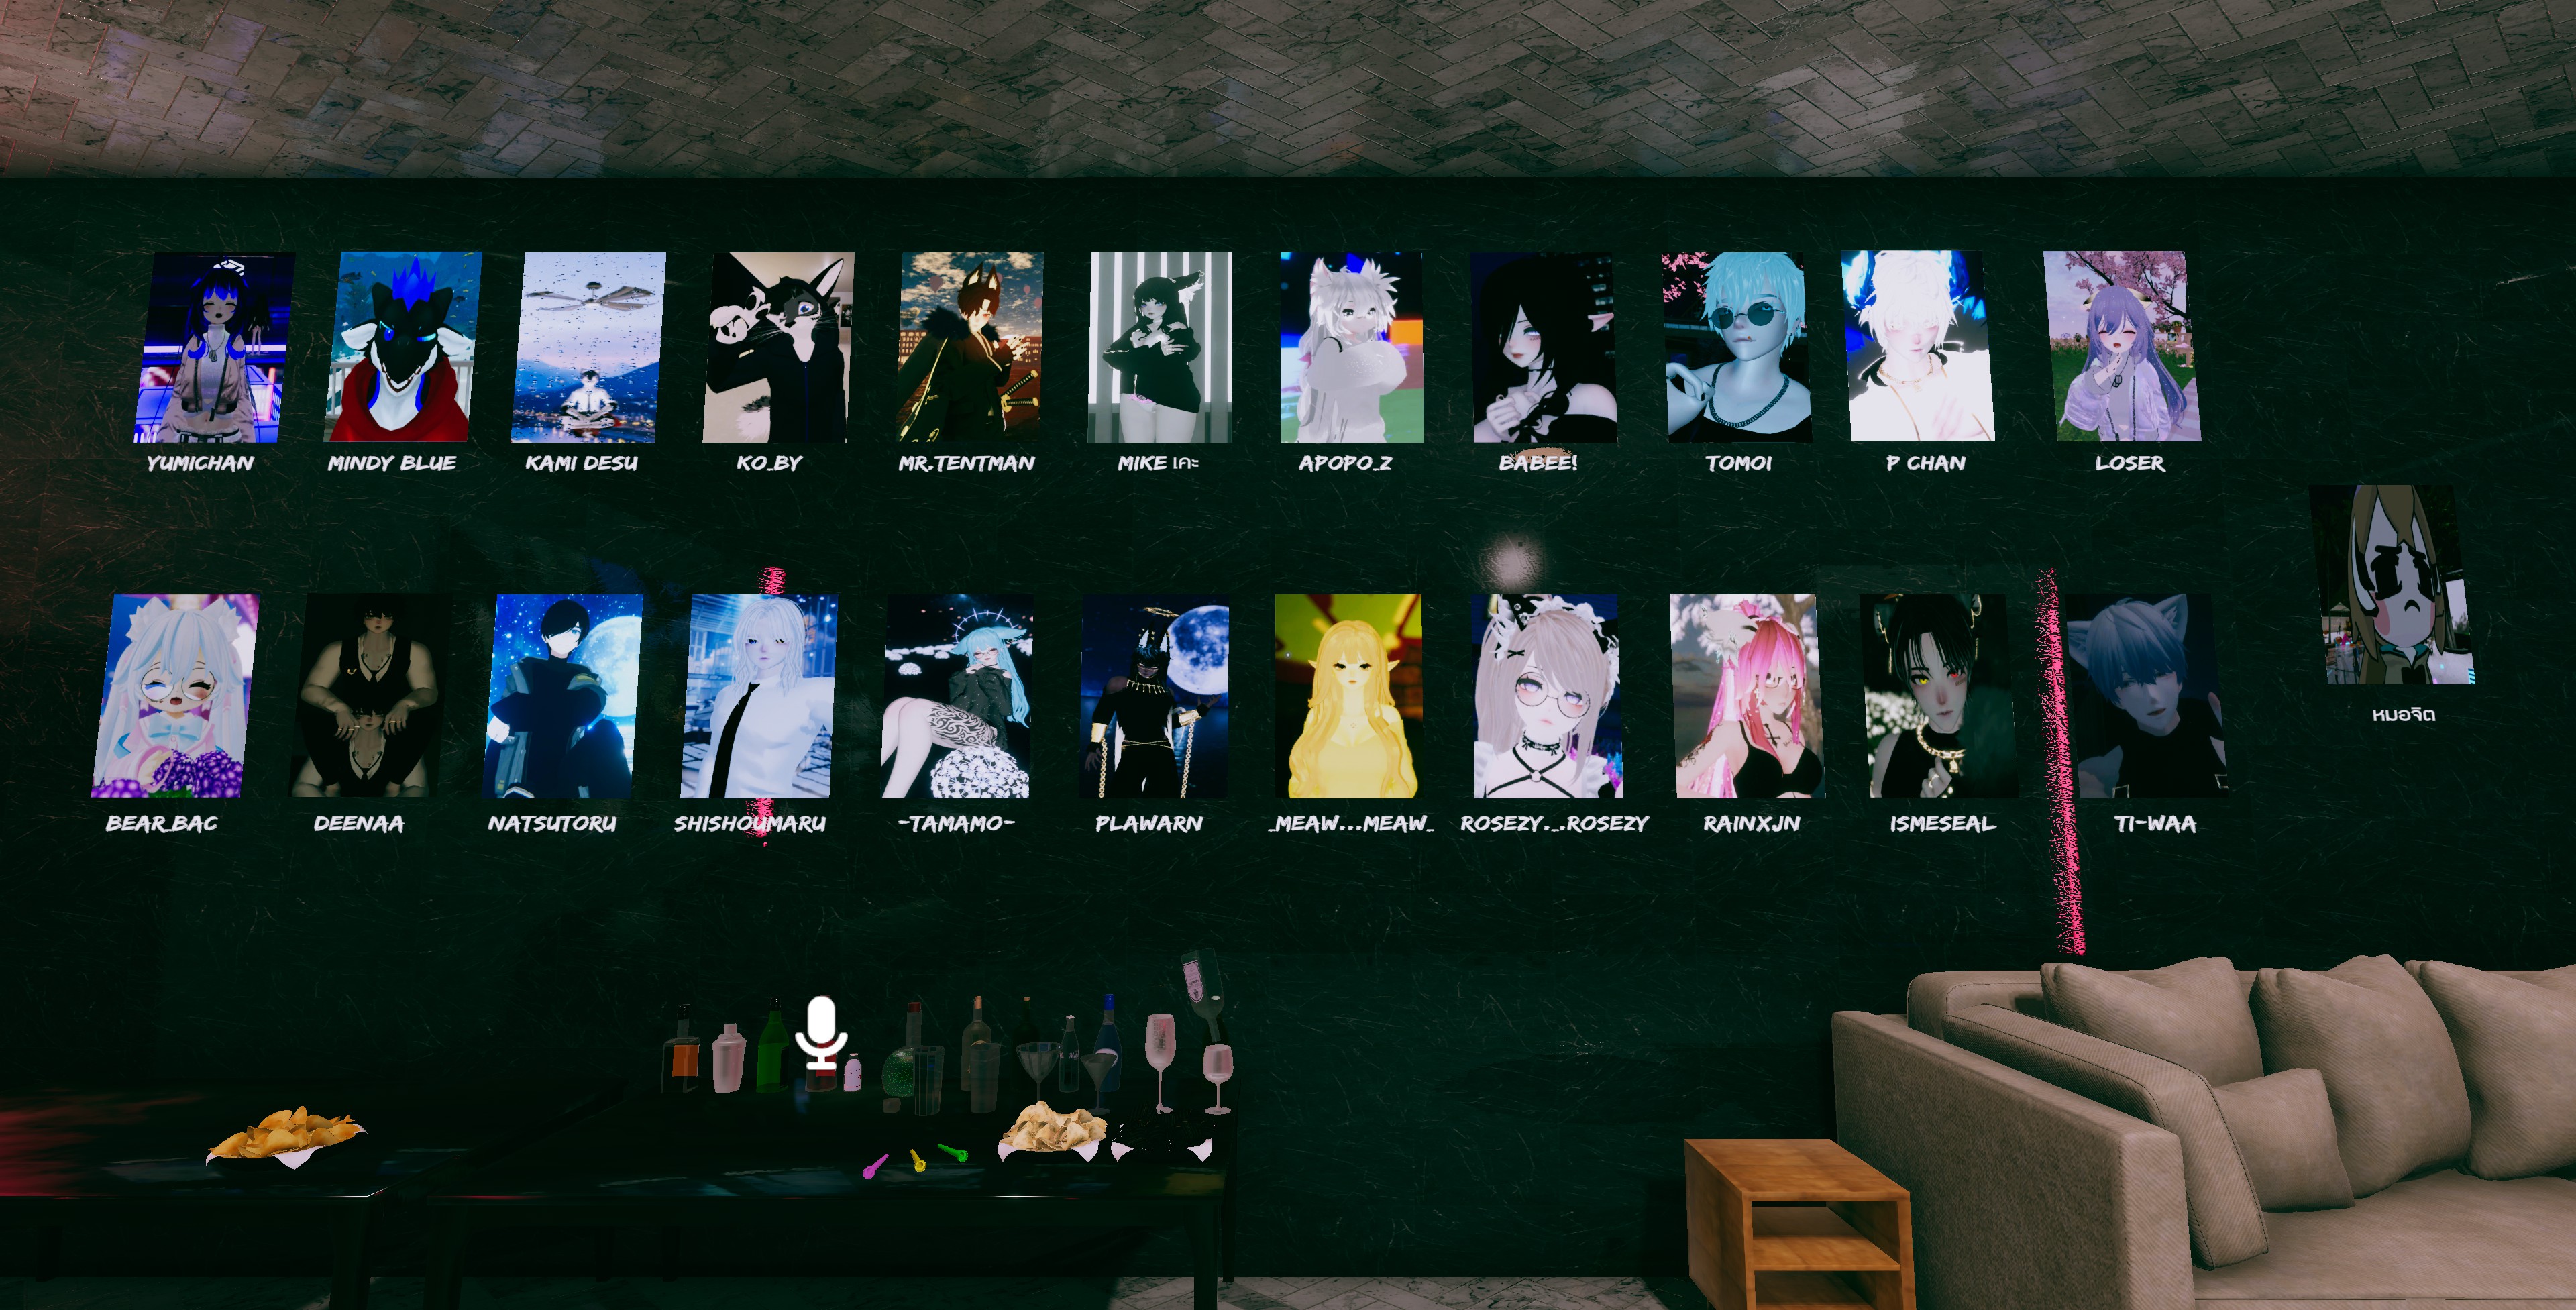 YUMICHAN
MINDY BLUE
KAMI DESU
KO_BY
MR.TENTMAN
MIKE เคะ
APOPO_Z
BABEE!
TOMOI
P CHAN
LOSER
หมอจิต
BEAR_BAC
DEENAA
NATSUTORU
SHISHOUMARU
-TAMAMO-
PLAWARN
_MEAW...MEAW_
ROSEZY._.ROSEZY
RAINXJN
ISMESEAL
TI-WAA